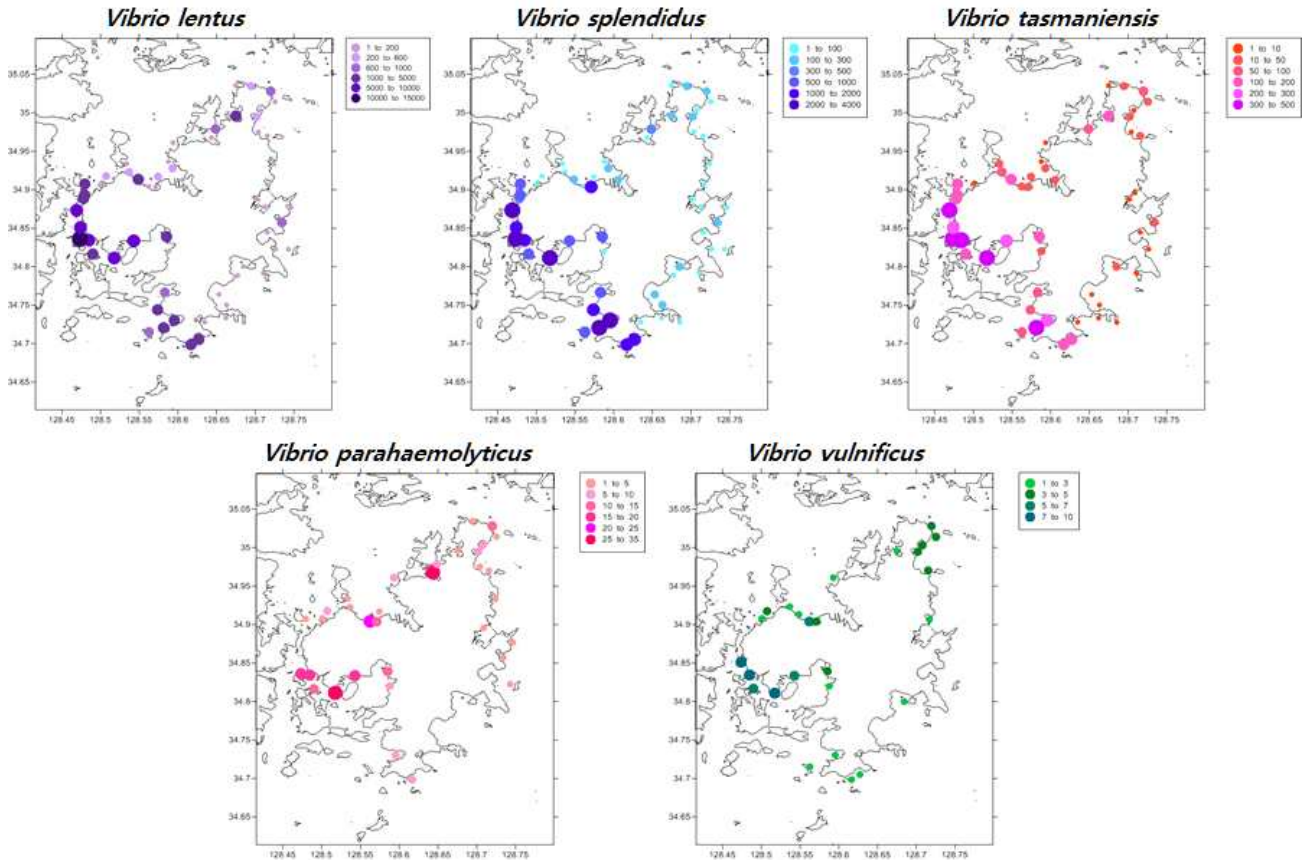 Vibrio lentus
1 to 200
200 to 600
600 to 1000
1000 to 5000
5000 to 10000
10000 to 15000
35.05
35
34.95
34.9
34.85
34.8
34.75
34.7
34.65
128.45 128.5 128.55 128.6 128.65 128.7 128.75
Vibrio splendidus
1 to 100
100 to 300
300 to 500
500 to 1000
1000 to 2000
2000 to 4000
35.05
35
34.95
34.9
34.85
34.8
34.75
34.7
34.65
128.45 128.5 128.55 128.6 128.65 128.7 128.75
Vibrio tasmaniensis
1 to 10
10 to 50
50 to 100
100 to 200
200 to 300
300 to 500
35.05
35
34.95
34.9
34.85
34.8
34.75
34.7
34.65
128.45 128.5 128.55 128.6 128.65 128.7 128.75
Vibrio parahaemolyticus
1 to 5
5 to 10
10 to 15
15 to 20
20 to 25
25 to 35
35.05
35
34.95
34.9
34.85
34.8
34.75
34.7
34.65
128.45 128.5 128.55 128.6 128.65 128.7 128.75
Vibrio vulnificus
1 to 3
3 to 5
5 to 7
7 to 10
35.05
35
34.95
34.9
34.85
34.8
34.75
34.7
34.65
128.45 128.5 128.55 128.6 128.65 128.7 128.75